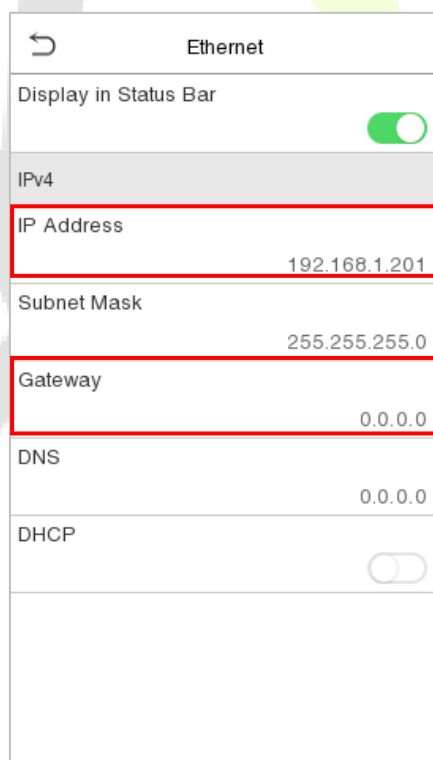 Ethernet
Display in Status Bar
IPv4
IP Address
192.168.1.201
Subnet Mask
255.255.255.0
Gateway
0.0.0.0
DNS
0.0.0.0
DHCP